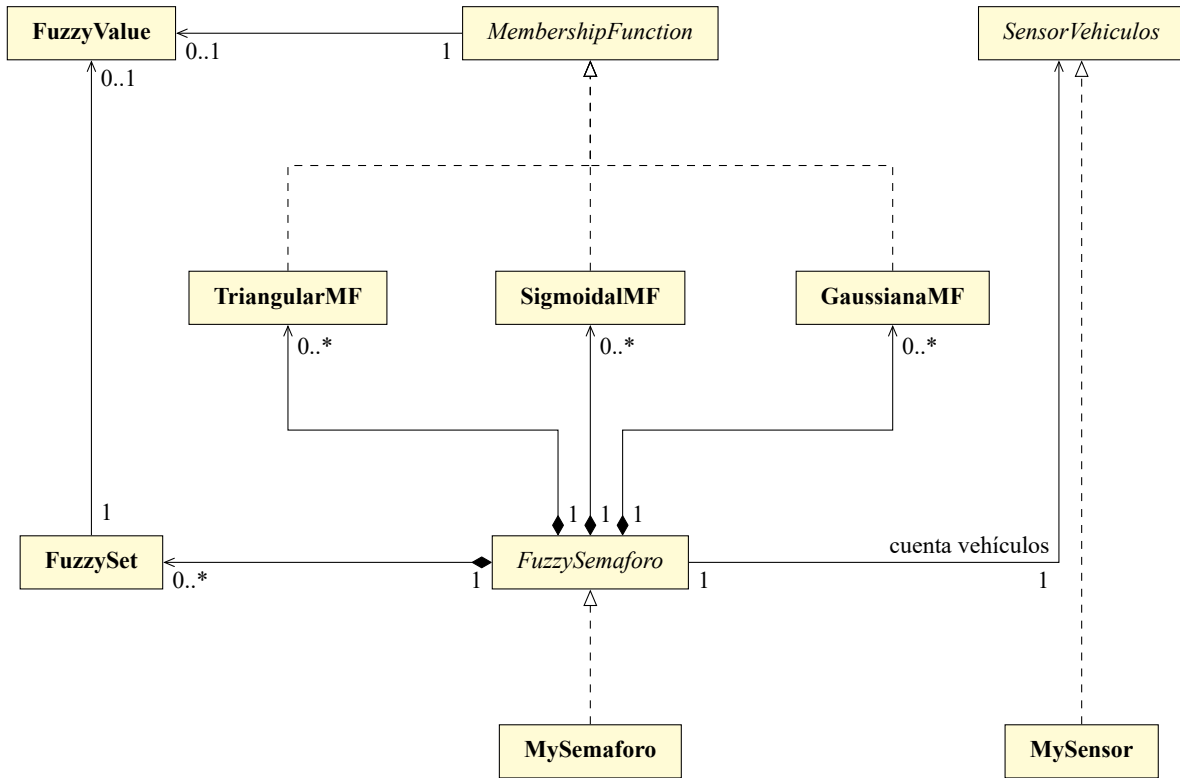 FuzzyValue
MembershipFunction
SensorVehiculos
0..1
1
0..1
TriangularMF
SigmoidalMF
GaussianaMF
0..*
0..*
0..*
1
1
1
1
FuzzySet
FuzzySemaforo
cuenta vehículos
0..*
1
1
1
MySemaforo
MySensor